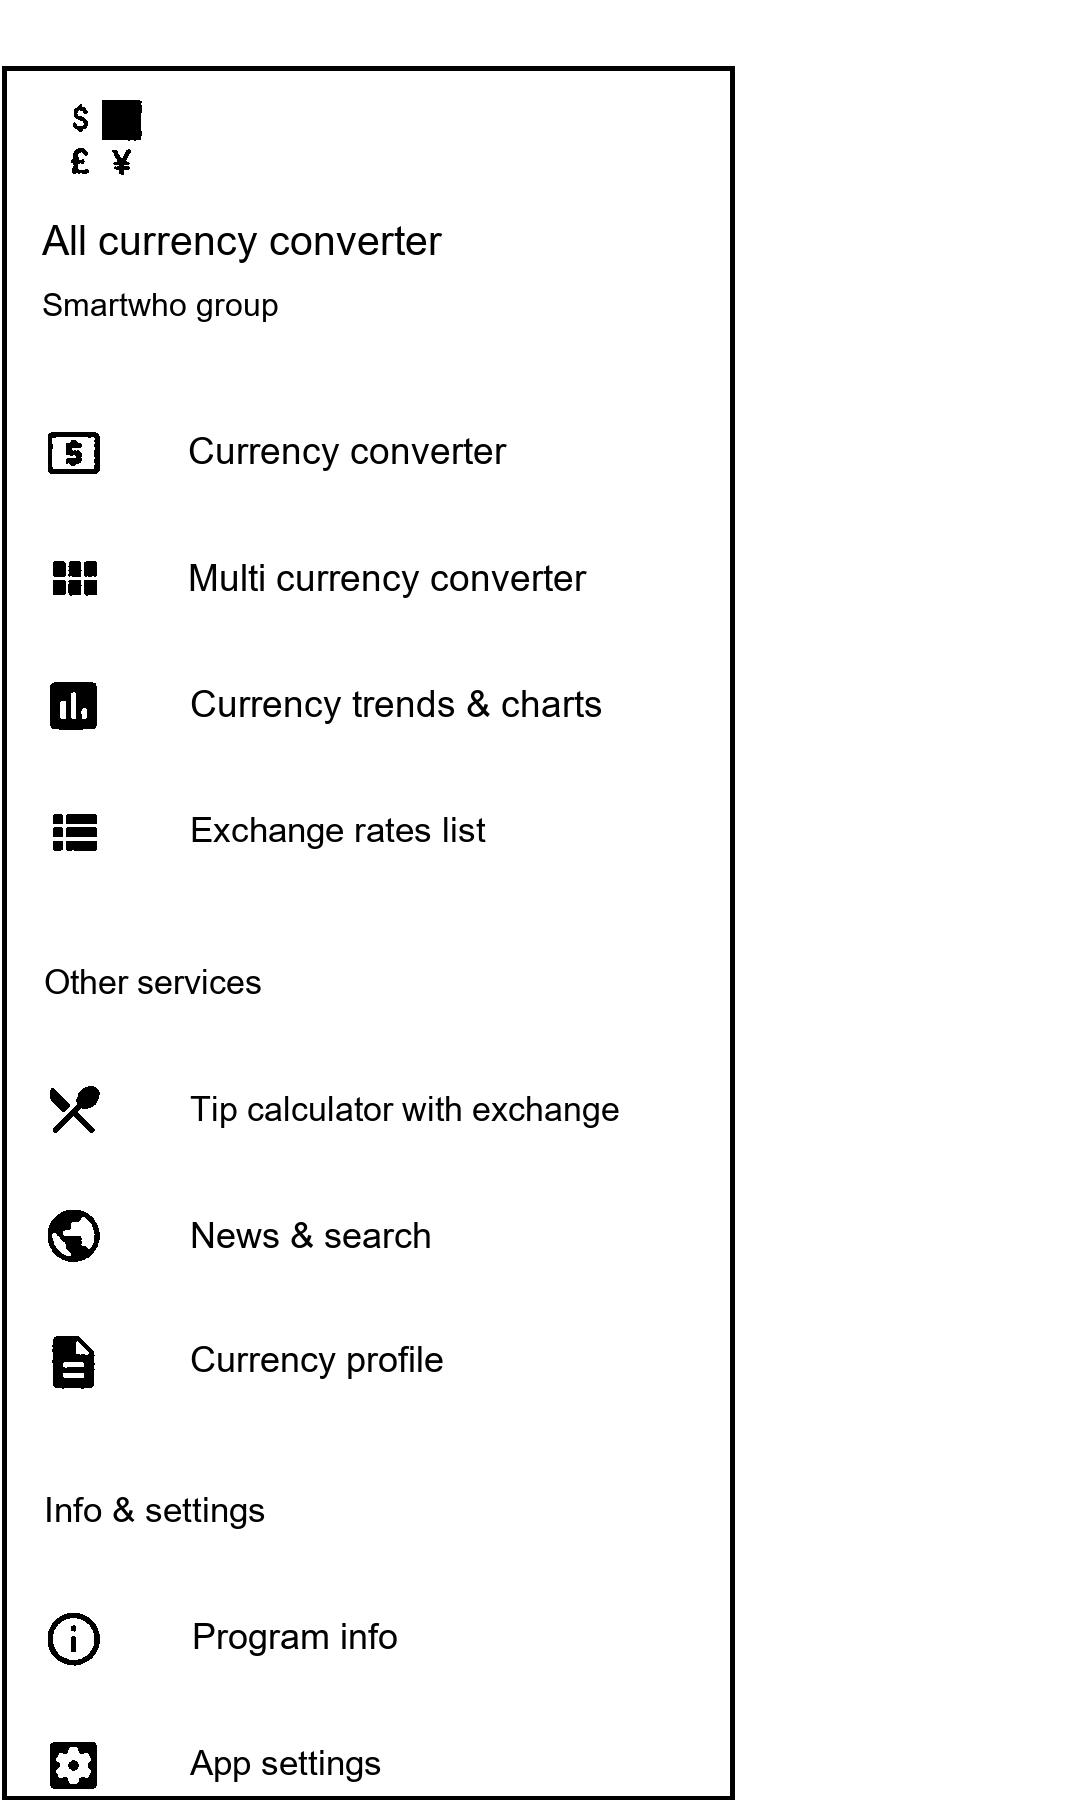 $
£ ¥
All currency converter
Smartwho group
Currency converter
Multi currency converter
Currency trends & charts
Exchange rates list
Other services
Tip calculator with exchange
News & search
Currency profile
Info & settings
Program info
App settings